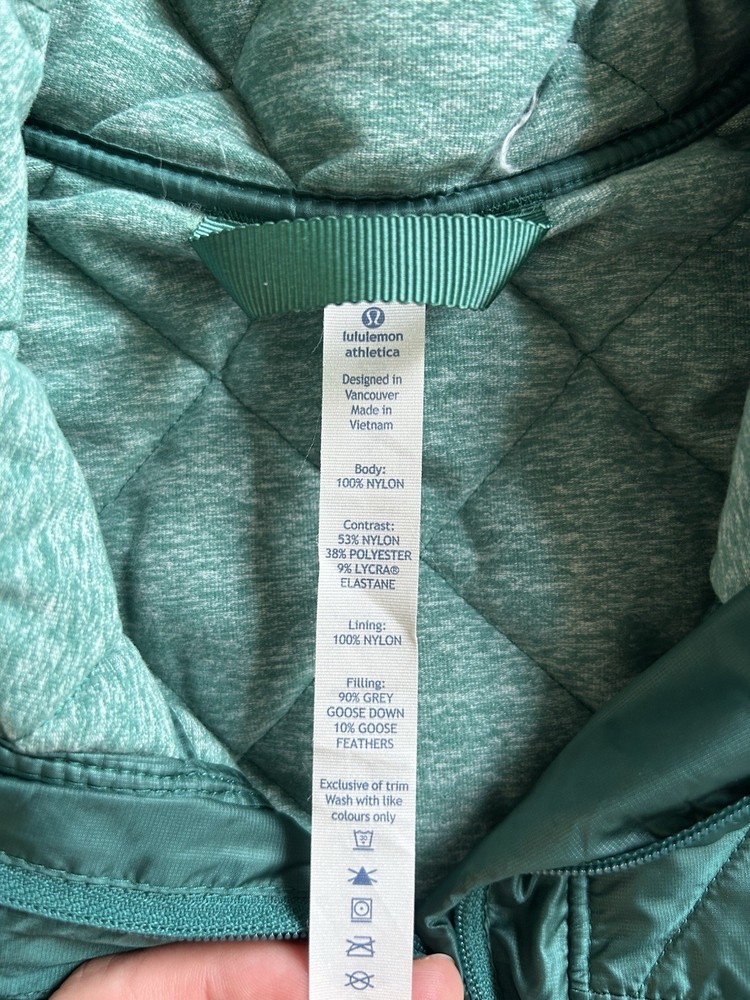 lululemon
athletica
Designed in
Vancouver
Made in
Vietnam
Body:
100% NYLON
Contrast:
53% NYLON
38% POLYESTER
9% LYCRA®
ELASTANE
Lining:
100% NYLON
Filling:
90% GREY
GOOSE DOWN
10% GOOSE
FEATHERS
Exclusive of trim
Wash with like
colours only
30